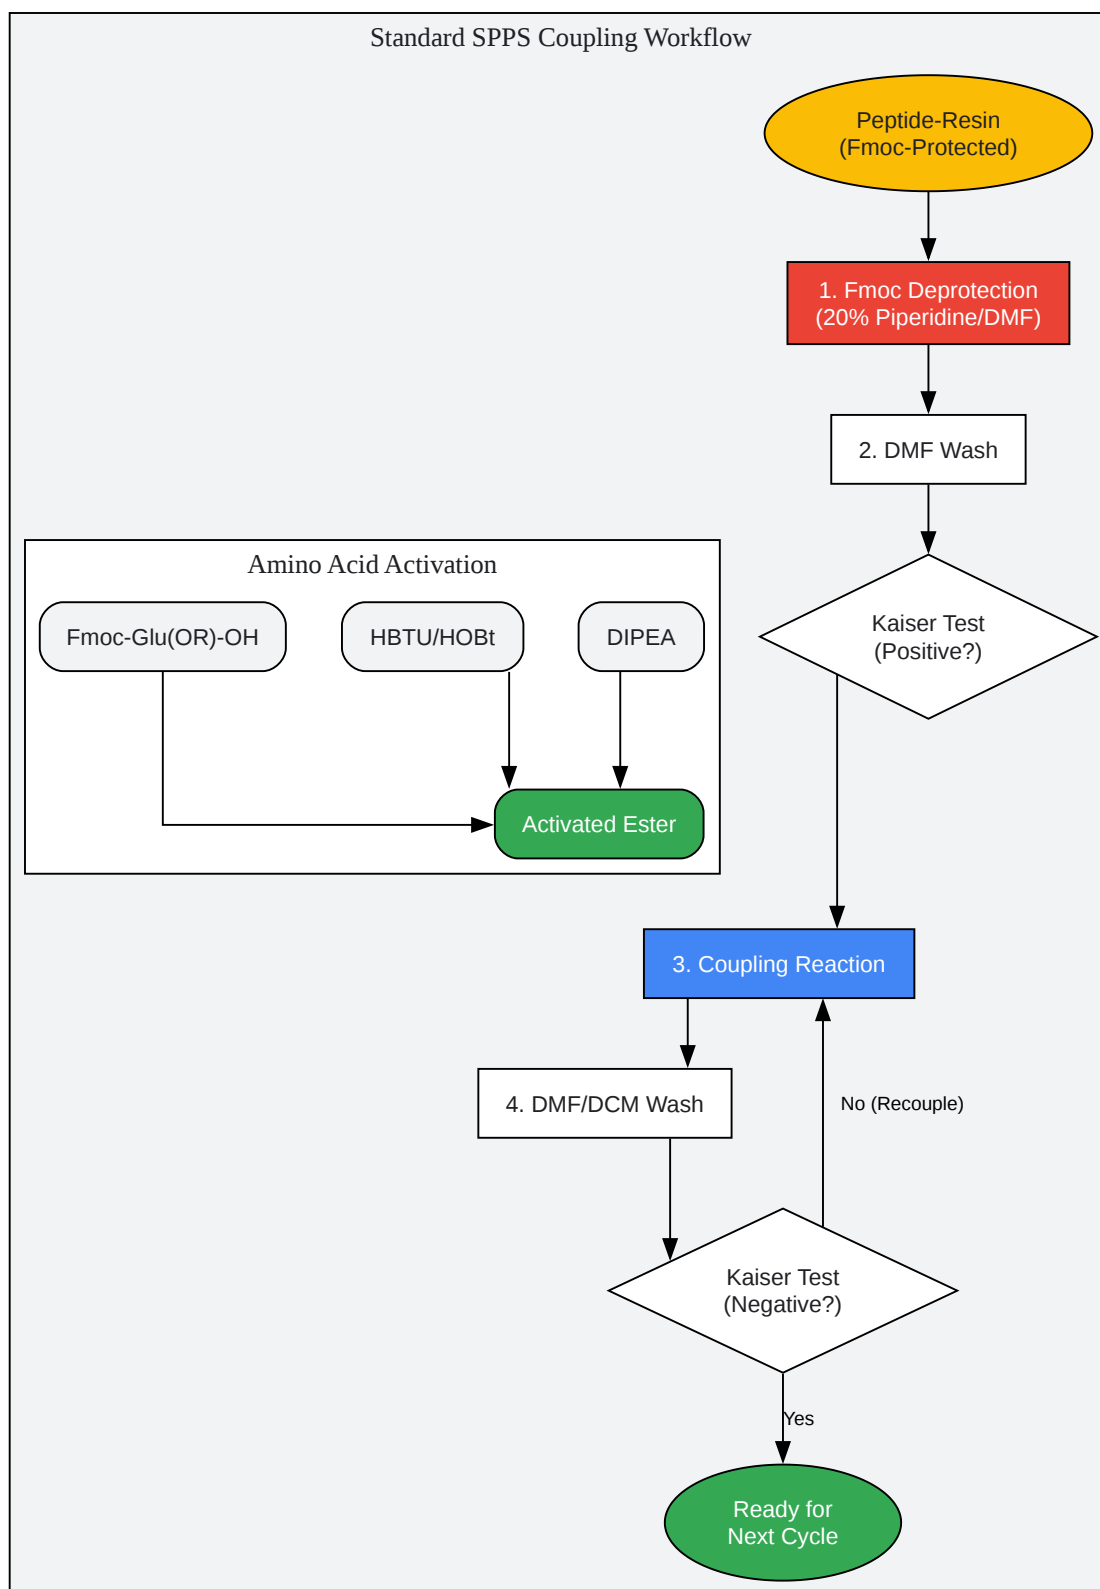 Standard SPPS Coupling Workflow
Peptide-Resin
(Fmoc-Protected)
1. Fmoc Deprotection
(20% Piperidine/DMF)
2. DMF Wash
Kaiser Test
(Positive?)
Amino Acid Activation
Fmoc-Glu(OR)-OH
HBTU/HOBt
DIPEA
Activated Ester
3. Coupling Reaction
4. DMF/DCM Wash
No (Recouple)
Kaiser Test
(Negative?)
Yes
Ready for
Next Cycle